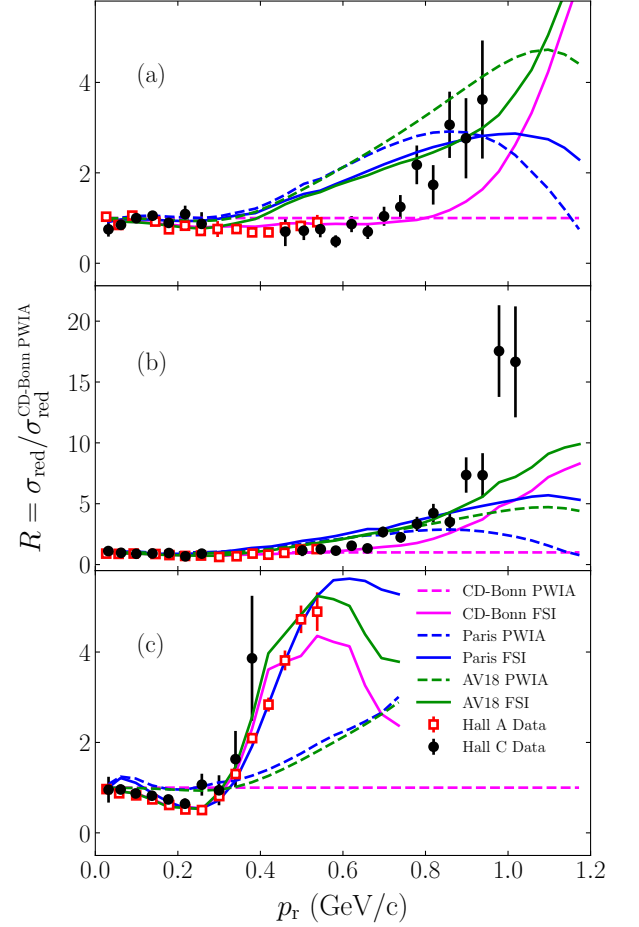 4
2
0
(a)
20
15
10
5
0
(b)
R = σred/σred^CD-Bonn PWIA
4
2
0
(c)
CD-Bonn PWIA
CD-Bonn FSI
Paris PWIA
Paris FSI
AV18 PWIA
AV18 FSI
Hall A Data
Hall C Data
0.0 0.2 0.4 0.6 0.8 1.0 1.2
pr (GeV/c)